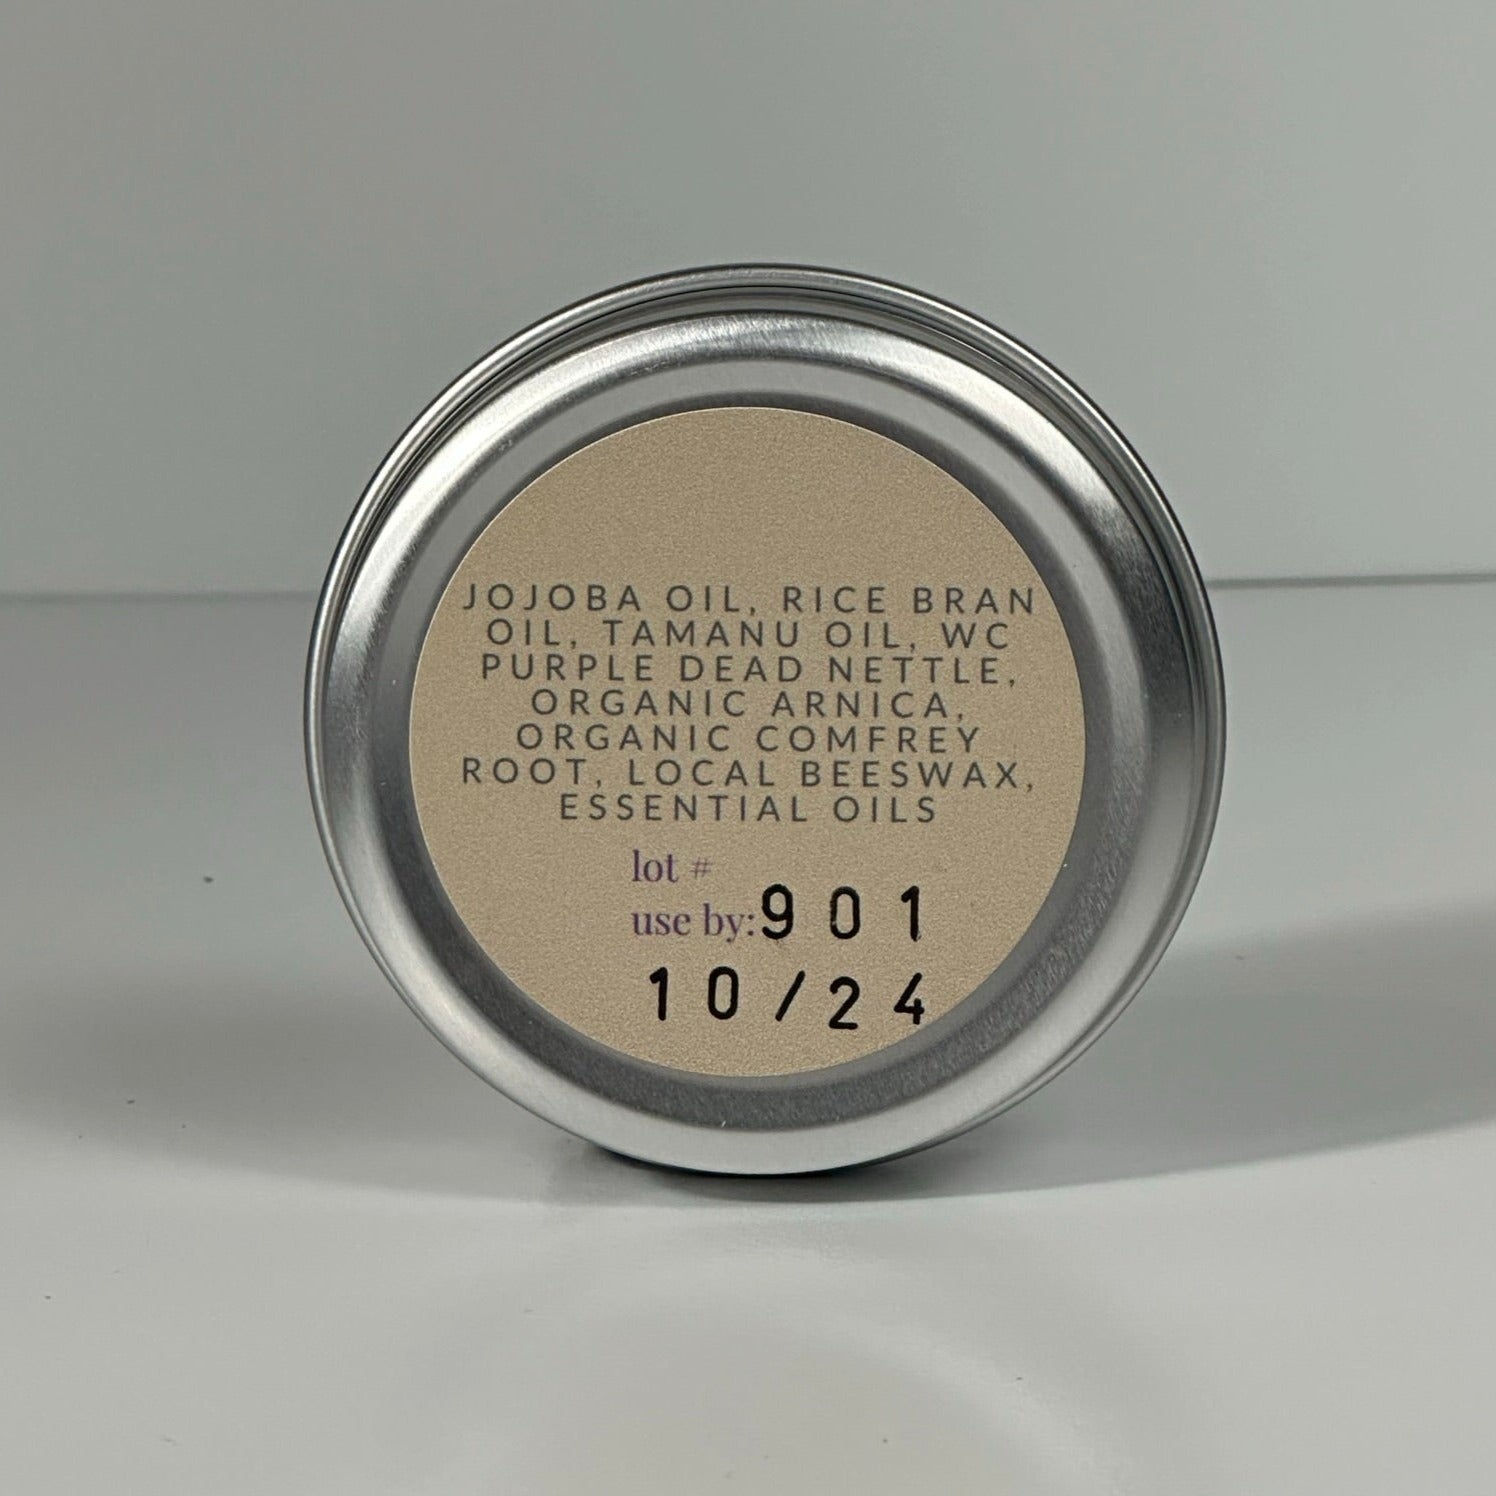 JOJOBA OIL, RICE BRAN
OIL, TAMANU OIL, WC
PURPLE DEAD NETTLE,
ORGANIC ARNICA,
ORGANIC COMFREY
ROOT, LOCAL BEESWAX,
ESSENTIAL OILS
lot #
use by: 901
10/24